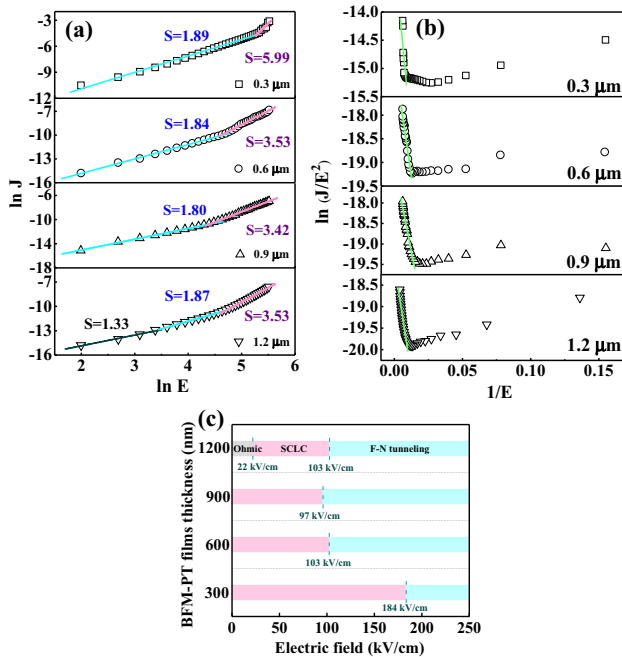 (a)
S=1.89
S=5.99
0.3 μm
-3
-6
-9
-12
S=1.84
S=3.53
0.6 μm
-7
-10
-13
-16
S=1.80
S=3.42
0.9 μm
-6
-10
-14
-18
S=1.87
S=1.33
S=3.53
1.2 μm
-7
-10
-13
-16
2 3 4 5 6
ln E
ln J
(b)
0.3 μm
-14.0
-14.5
-15.0
-15.5
0.6 μm
-18.0
-18.5
-19.0
-19.5
0.9 μm
-18.0
-18.5
-19.0
-19.5
1.2 μm
-18.5
-19.0
-19.5
-20.0
0.00 0.05 0.10 0.15
1/E
ln (J/E²)
(c)
BFM-PT films thickness (nm)
1200
Ohmic SCLC F-N tunneling
22 kV/cm 103 kV/cm
900
97 kV/cm
600
103 kV/cm
300
184 kV/cm
0 50 100 150 200 250
Electric field (kV/cm)